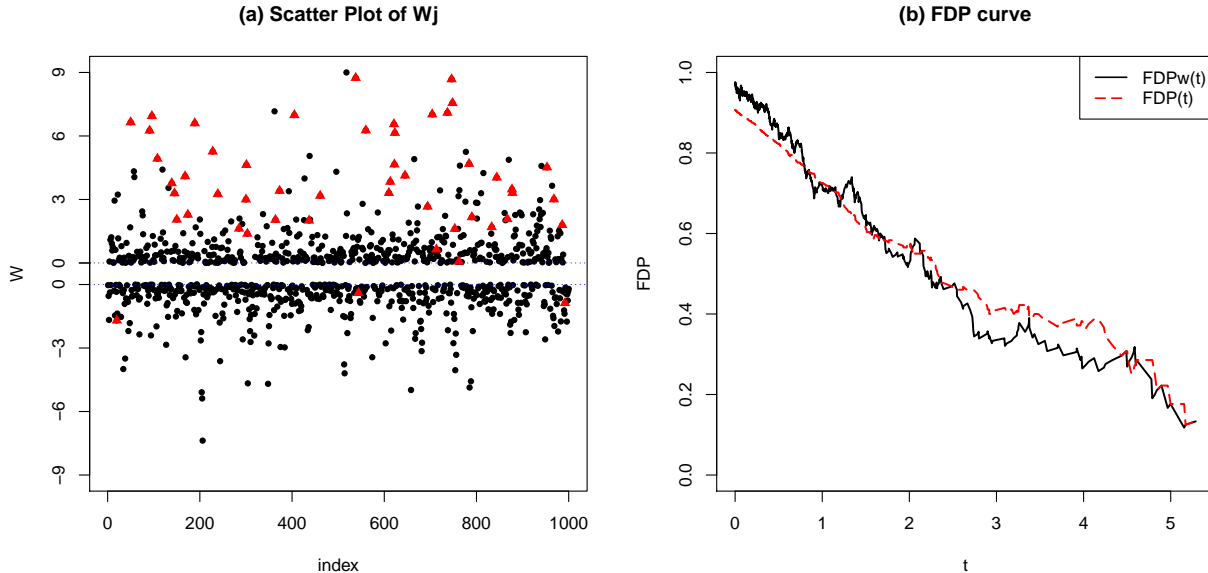 (a) Scatter Plot of Wj
W
9
6
3
0
0
−3
−6
−9
0 200 400 600 800 1000
index
(b) FDP curve
FDP
1.0
0.8
0.6
0.4
0.2
0.0
0 1 2 3 4 5
t
FDPw(t)
FDP(t)